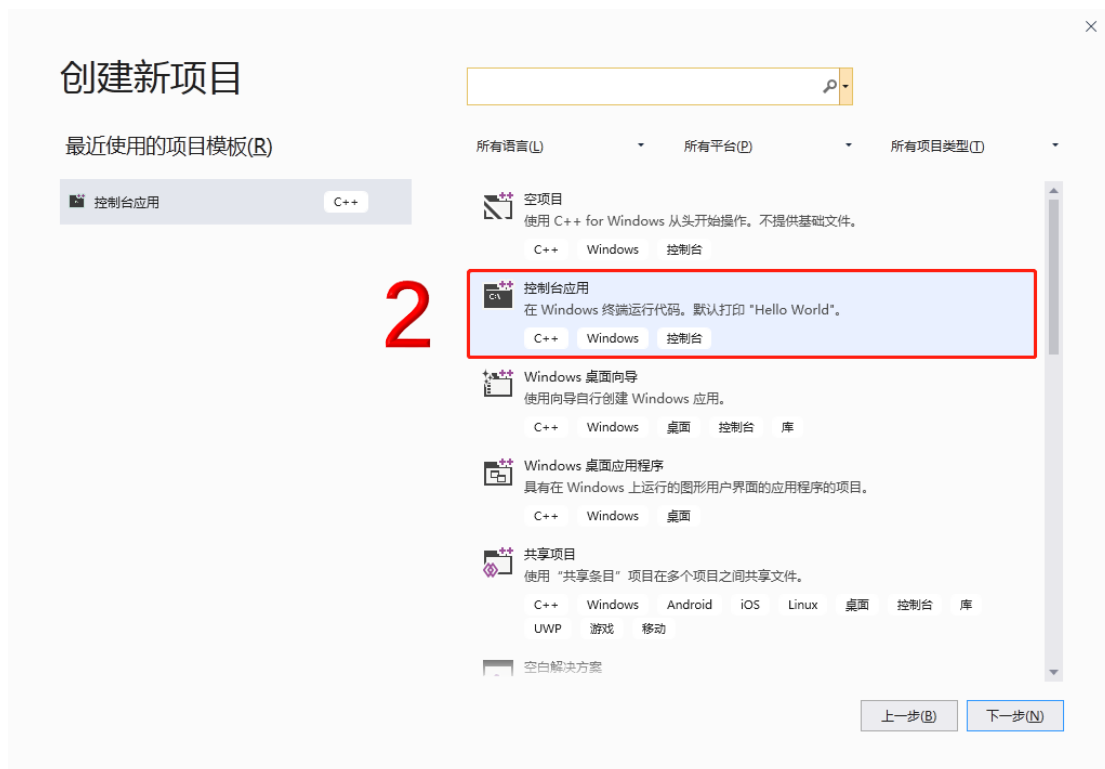 创建新项目
最近使用的项目模板(R)
控制台应用 C++
所有语言(L) 所有平台(P) 所有项目类型(T)
空项目
使用 C++ for Windows 从头开始操作。不提供基础文件。
C++ Windows 控制台
2
控制台应用
在 Windows 终端运行代码。默认打印 "Hello World"。
C++ Windows 控制台
Windows 桌面向导
使用向导自行创建 Windows 应用。
C++ Windows 桌面 控制台 库
Windows 桌面应用程序
具有在 Windows 上运行的图形用户界面的应用程序的项目。
C++ Windows 桌面
共享项目
使用“共享条目”项目在多个项目之间共享文件。
C++ Windows Android iOS Linux 桌面 控制台 库
UWP 游戏 移动
空白解决方案
上一步(B) 下一步(N)